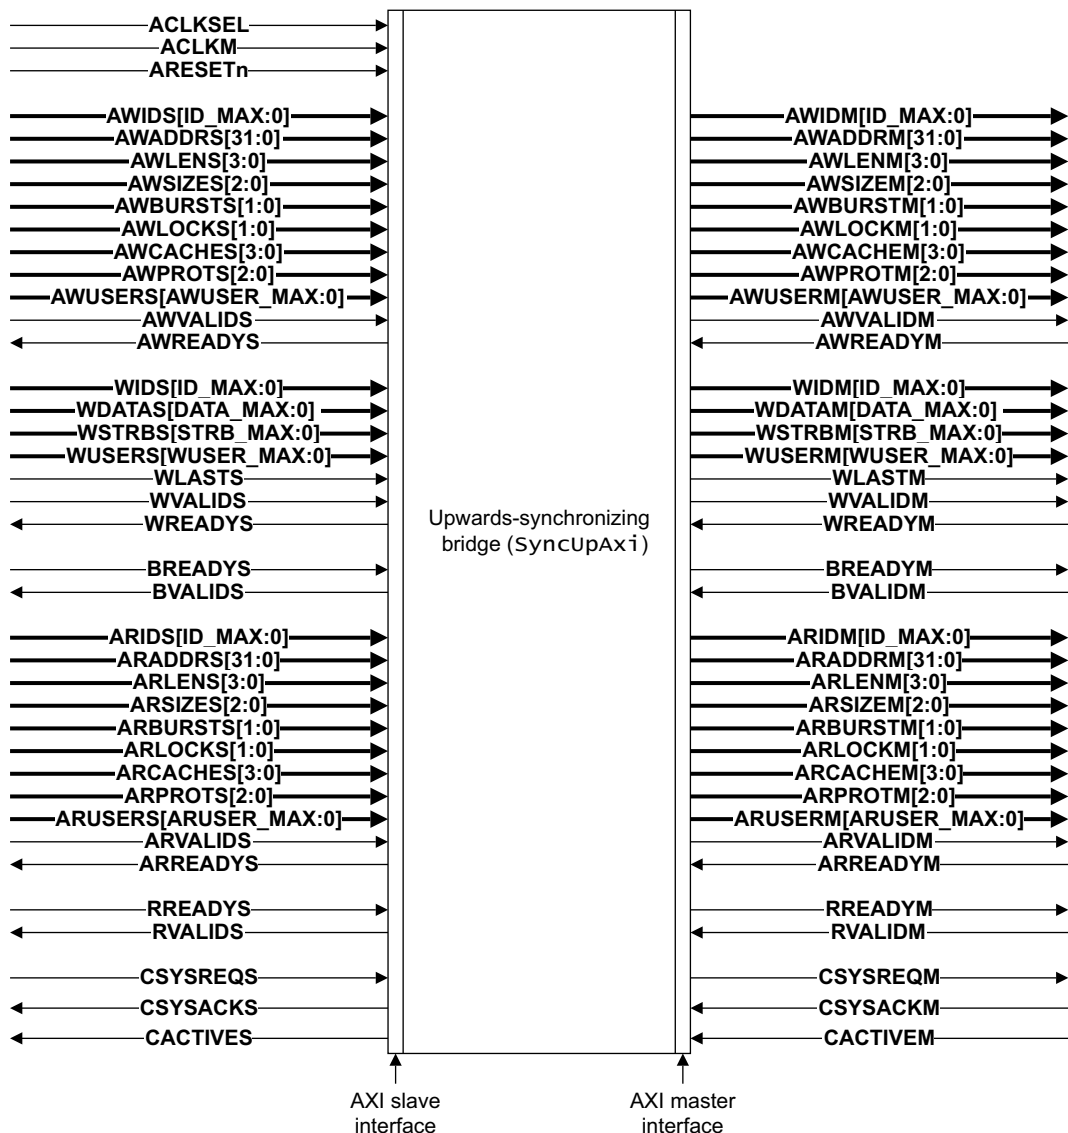 ACLKSEL
ACLKM
ARESETn
AWIDS[ID_MAX:0]
AWADDRS[31:0]
AWLENS[3:0]
AWSIZES[2:0]
AWBURSTS[1:0]
AWLOCKS[1:0]
AWCACHES[3:0]
AWPROTS[2:0]
AWUSERS[AWUSER_MAX:0]
AWVALIDS
AWREADYS
WIDS[ID_MAX:0]
WDATAS[DATA_MAX:0]
WSTRBS[STRB_MAX:0]
WUSERS[WUSER_MAX:0]
WLASTS
WVALIDS
WREADYS
BREADYS
BVALIDS
ARIDS[ID_MAX:0]
ARADDRS[31:0]
ARLENS[3:0]
ARSIZES[2:0]
ARBURSTS[1:0]
ARLOCKS[1:0]
ARCACHES[3:0]
ARPROTS[2:0]
ARUSERS[ARUSER_MAX:0]
ARVALIDS
ARREADYS
RREADYS
RVALIDS
CSYSREQS
CSYSACKS
CACTIVES
Upwards-synchronizing
bridge (SyncUpAxi)
AWIDM[ID_MAX:0]
AWADDRM[31:0]
AWLENM[3:0]
AWSIZEM[2:0]
AWBURSTM[1:0]
AWLOCKM[1:0]
AWCACHEM[3:0]
AWPROTM[2:0]
AWUSERM[AWUSER_MAX:0]
AWVALIDM
AWREADYM
WIDM[ID_MAX:0]
WDATAM[DATA_MAX:0]
WSTRBM[STRB_MAX:0]
WUSERM[WUSER_MAX:0]
WLASTM
WVALIDM
WREADYM
BREADYM
BVALIDM
ARIDM[ID_MAX:0]
ARADDRM[31:0]
ARLENM[3:0]
ARSIZEM[2:0]
ARBURSTM[1:0]
ARLOCKM[1:0]
ARCACHEM[3:0]
ARPROTM[2:0]
ARUSERM[ARUSER_MAX:0]
ARVALIDM
ARREADYM
RREADYM
RVALIDM
CSYSREQM
CSYSACKM
CACTIVEM
AXI slave
interface
AXI master
interface